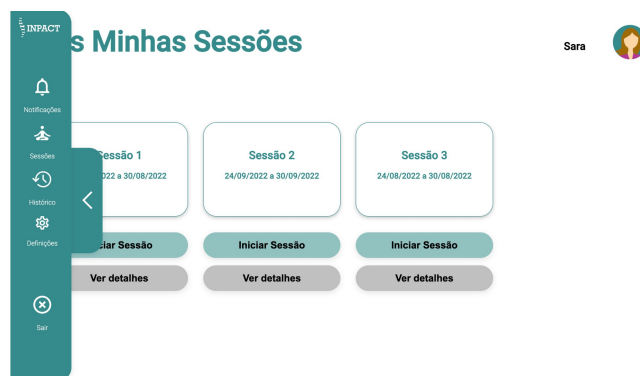 INPACT
s Minhas Sessões
Sara
Notificações
Sessões
Histórico
Definições
Sair
Sessão 1
022 a 30/08/2022
Iniciar Sessão
Ver detalhes
Sessão 2
24/09/2022 a 30/09/2022
Iniciar Sessão
Ver detalhes
Sessão 3
24/08/2022 a 30/08/2022
Iniciar Sessão
Ver detalhes